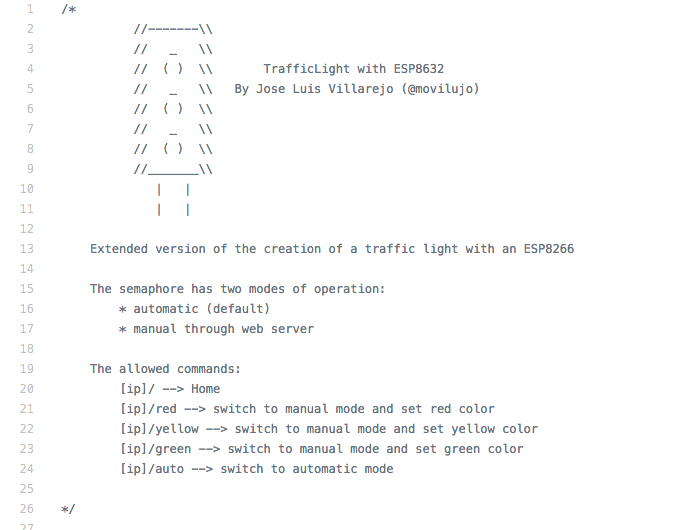 1 /*
2 //-------\\
3 //   _   \\
4 //  ( )  \\       TrafficLight with ESP8632
5 //   _   \\   By Jose Luis Villarejo (@movilujo)
6 //  ( )  \\
7 //   _   \\
8 //  ( )  \\
9 //_______\\
10 |   |
11 |   |
12
13 Extended version of the creation of a traffic light with an ESP8266
14
15 The semaphore has two modes of operation:
16 * automatic (default)
17 * manual through web server
18
19 The allowed commands:
20 [ip]/ --> Home
21 [ip]/red --> switch to manual mode and set red color
22 [ip]/yellow --> switch to manual mode and set yellow color
23 [ip]/green --> switch to manual mode and set green color
24 [ip]/auto --> switch to automatic mode
25
26 */
27